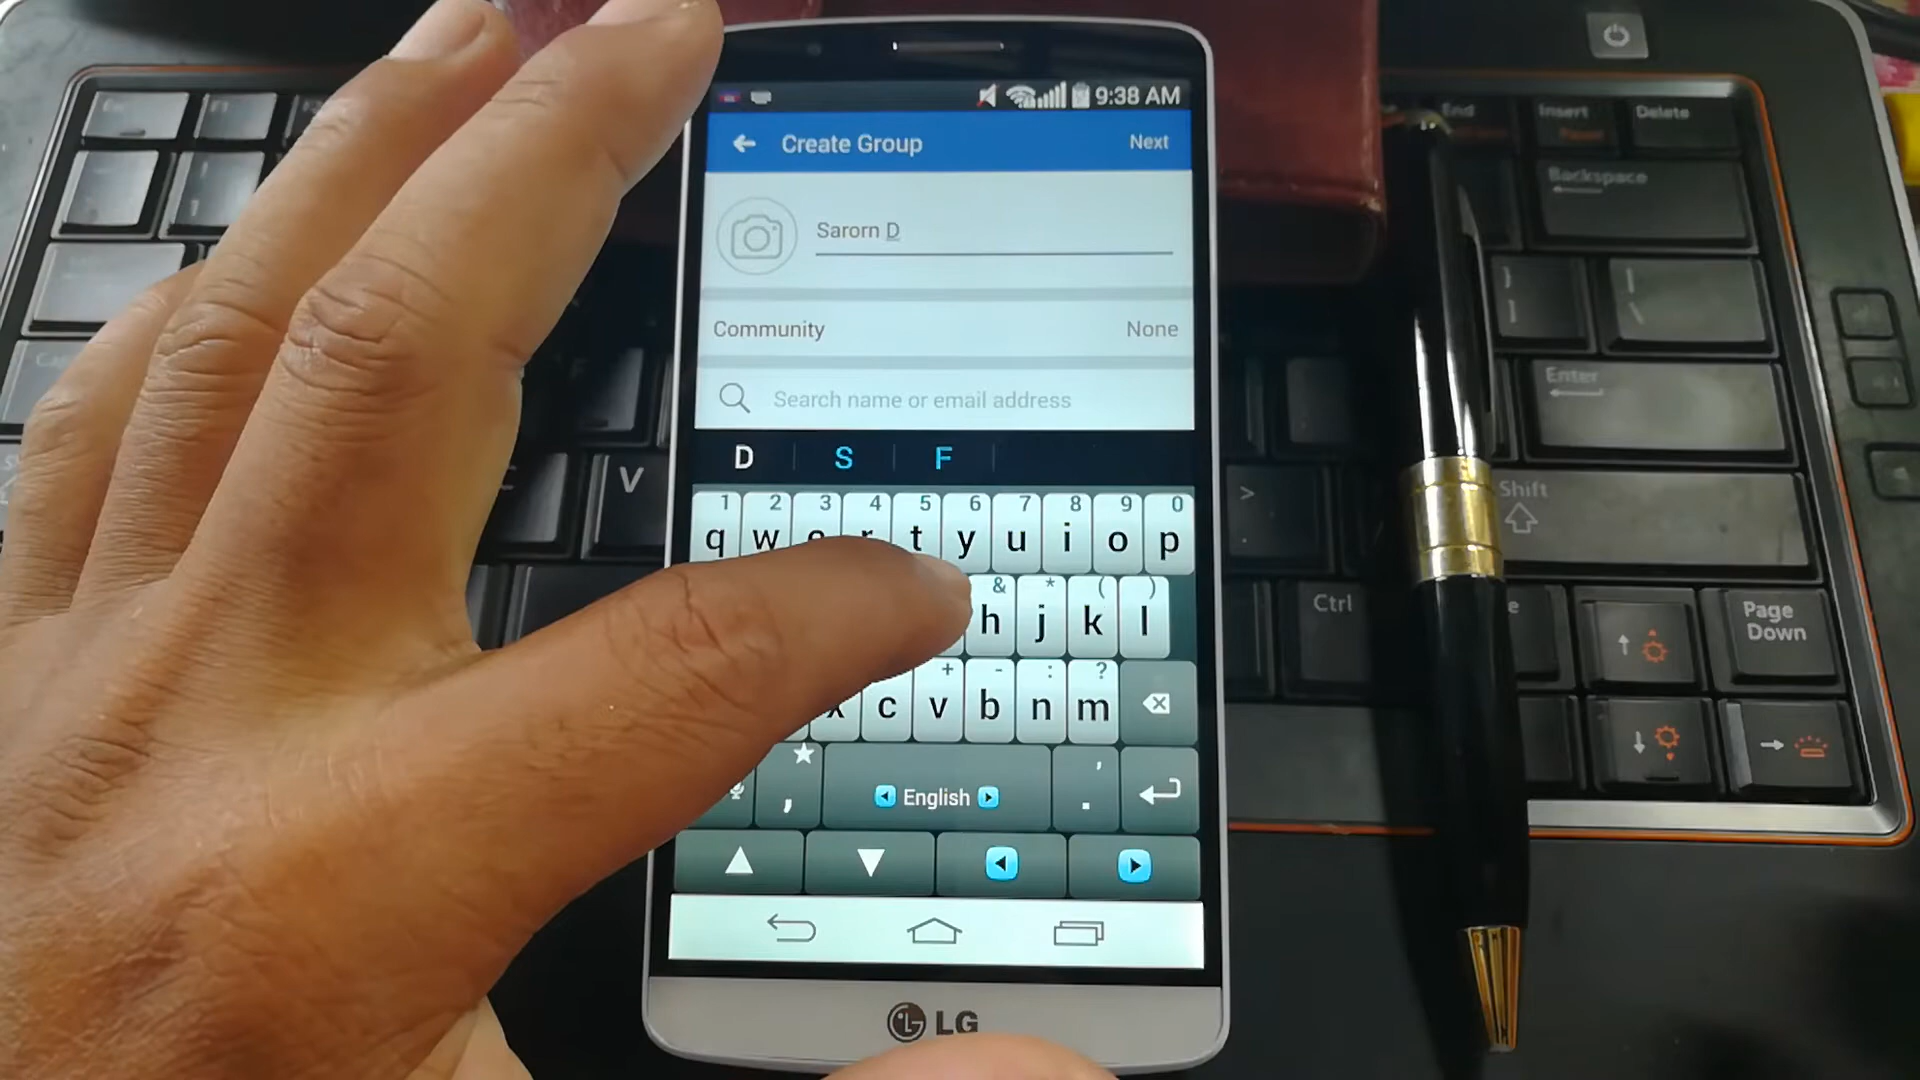 9:38 AM
Create Group
Next
Sarorn D
Community
None
Search name or email address
D S F
1 2 3 4 5 6 7 8 9 0
q w t y u i o p
& * ( )
h j k l
+ - : ?
c v b n m
, English . '
LG
F1
End
Insert
Delete
Backspace
Enter
Shift
Ctrl
Page
Down
V
>